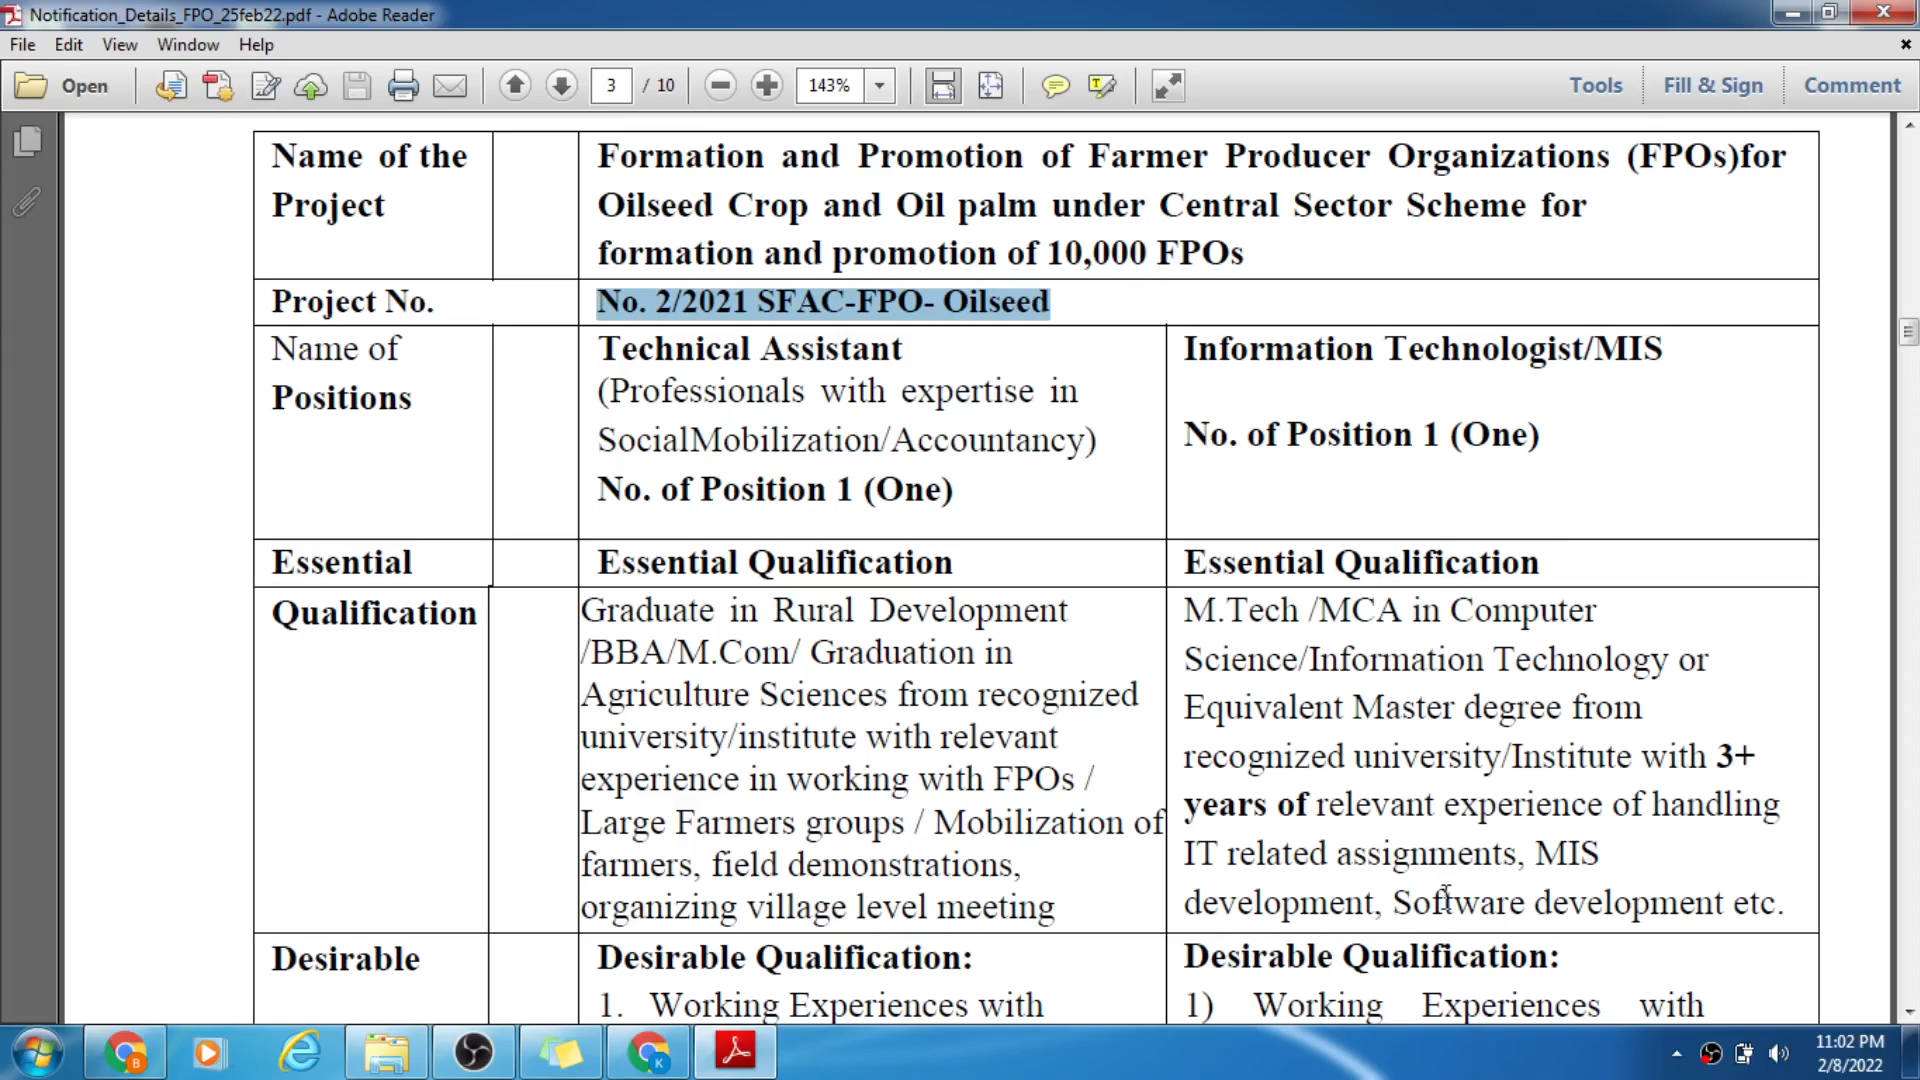 Notification_Details_FPO_25feb22.pdf - Adobe Reader
File Edit View Window Help
Open 3 / 10 143% Tools Fill & Sign Comment
Name of the Project
Formation and Promotion of Farmer Producer Organizations (FPOs)for
Oilseed Crop and Oil palm under Central Sector Scheme for
formation and promotion of 10,000 FPOs
Project No.
No. 2/2021 SFAC-FPO- Oilseed
Name of
Positions
Technical Assistant
(Professionals with expertise in
SocialMobilization/Accountancy)
No. of Position 1 (One)
Information Technologist/MIS
No. of Position 1 (One)
Essential
Essential Qualification
Essential Qualification
Qualification
Graduate in Rural Development
/BBA/M.Com/ Graduation in
Agriculture Sciences from recognized
university/institute with relevant
experience in working with FPOs /
Large Farmers groups / Mobilization of
farmers, field demonstrations,
organizing village level meeting
M.Tech /MCA in Computer
Science/Information Technology or
Equivalent Master degree from
recognized university/Institute with 3+
years of relevant experience of handling
IT related assignments, MIS
development, Software development etc.
Desirable
Desirable Qualification:
1. Working Experiences with
Desirable Qualification:
1) Working Experiences with
11:02 PM
2/8/2022